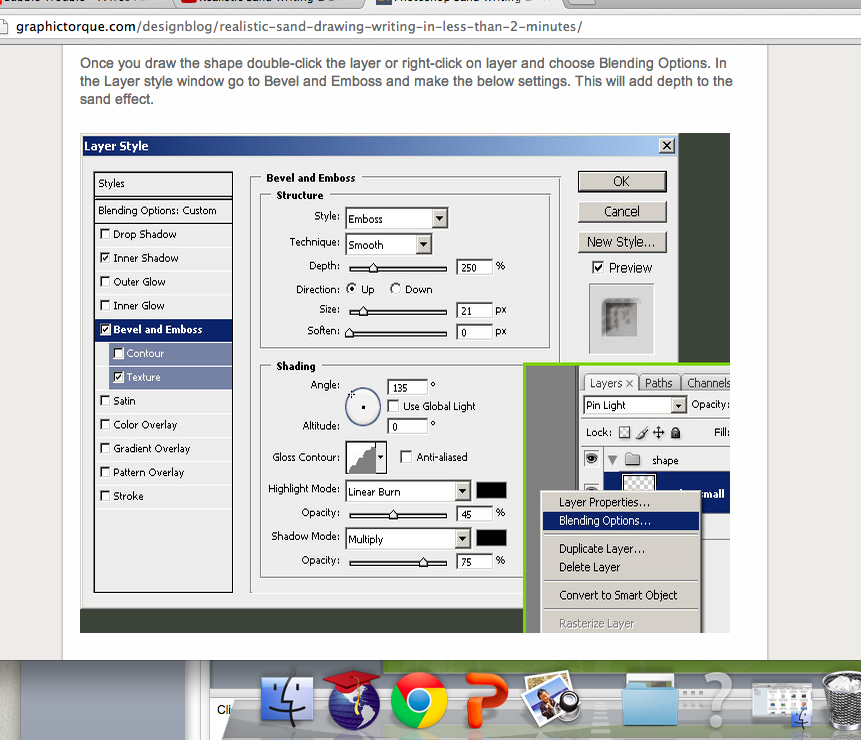 graphictorque.com/designblog/realistic-sand-drawing-writing-in-less-than-2-minutes/
Once you draw the shape double-click the layer or right-click on layer and choose Blending Options. In
the Layer style window go to Bevel and Emboss and make the below settings. This will add depth to the
sand effect.
Layer Style
Styles
Blending Options: Custom
Drop Shadow
Inner Shadow
Outer Glow
Inner Glow
Bevel and Emboss
Contour
Texture
Satin
Color Overlay
Gradient Overlay
Pattern Overlay
Stroke
Bevel and Emboss
Structure
Style: Emboss
Technique: Smooth
Depth: 250 %
Direction: Up Down
Size: 21 px
Soften: 0 px
Shading
Angle: 135 °
Use Global Light
Altitude: 0 °
Gloss Contour: Anti-aliased
Highlight Mode: Linear Burn
Opacity: 45 %
Shadow Mode: Multiply
Opacity: 75 %
OK
Cancel
New Style...
Preview
Layers x Paths Channels
Pin Light Opacity:
Lock: Fill:
shape
small
Layer Properties...
Blending Options...
Duplicate Layer...
Delete Layer
Convert to Smart Object
Rasterize Layer
Cli